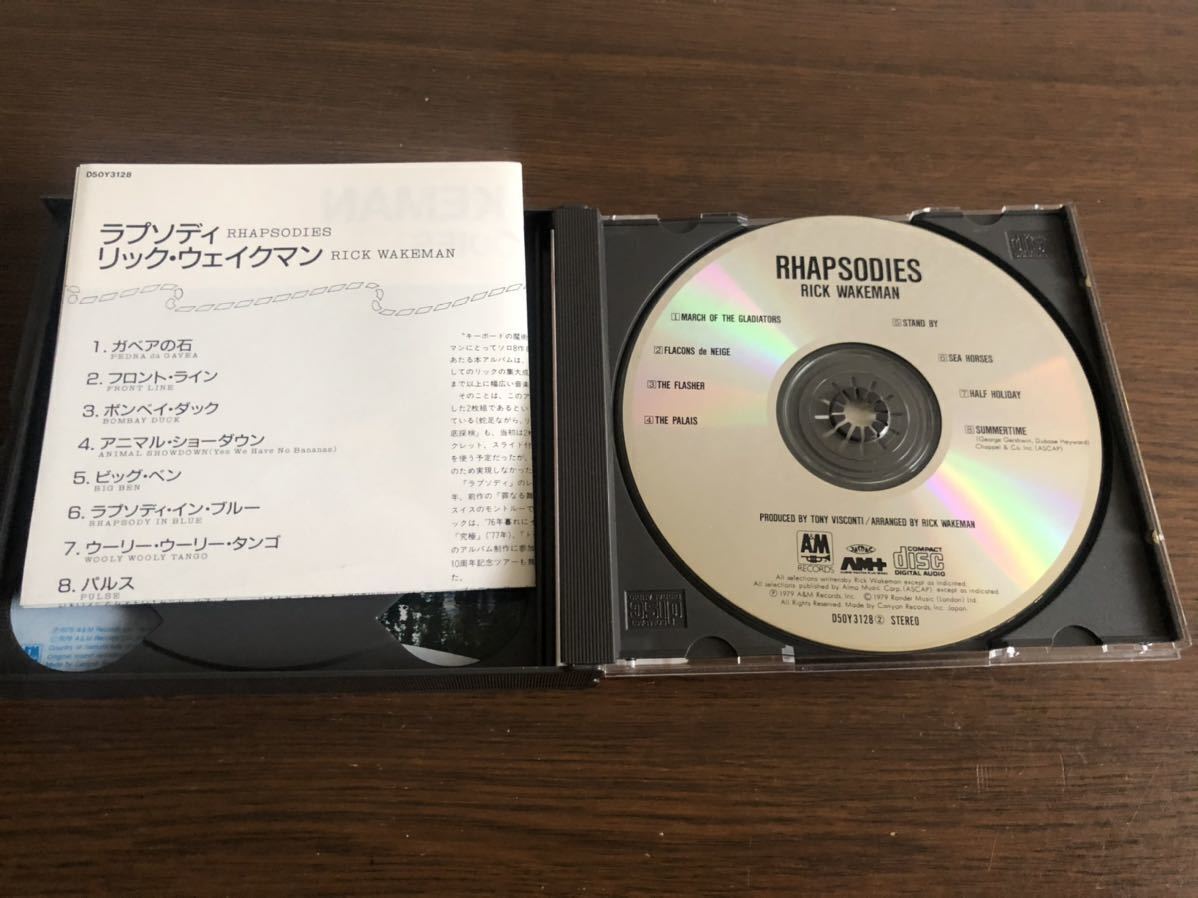 D50Y3128
ラプソディ RHAPSODIES
リック・ウェイクマン RICK WAKEMAN
1. ガベアの石
PEDRA da GAVEA
2. フロント・ライン
FRONT LINE
3. ボンベイ・ダック
BOMBAY DUCK
4. アニマル・ショーダウン
ANIMAL SHOWDOWN (Yes We Have No Bananas)
5. ビッグ・ベン
BIG BEN
6. ラプソディ・イン・ブルー
RHAPSODY IN BLUE
7. ウーリー・ウーリー・タンゴ
WOOLY WOOLY TANGO
8. パルス
PULSE
"キーボードの魔術
マンにとってソロ8作目
あたる本アルバムは、
してのリックの集大成
まで以上に幅広い音楽
そのことは、このア
した2枚組であるとい
ている(蛇足ながら、リ
底探検』も、当初は2枚
クレット、スライド付
を使う予定だったが、
のため実現しなかった
『ラプソディ』のレ
年、前作の『罪なる舞
スイスのモントルーで
ックは、'76年暮れにイ
『究極』('77年)、『ト
のアルバム制作に参加
10周年記念ツアーも無
た。
RHAPSODIES
RICK WAKEMAN
1 MARCH OF THE GLADIATORS
2 FLACONS de NEIGE
3 THE FLASHER
4 THE PALAIS
5 STAND BY
6 SEA HORSES
7 HALF HOLIDAY
8 SUMMERTIME
(George Gershwin, Dubose Heyward)
Chappel & Co. Inc. (ASCAP)
PRODUCED BY TONY VISCONTI/ARRANGED BY RICK WAKEMAN
A&M RECORDS
AM+
COMPACT disc DIGITAL AUDIO
All selections writtenaby Rick Wakeman except as indicated.
All selections published by Almo Music Corp. (ASCAP) except as indicated.
Ⓟ 1979 A&M Records, Inc. © 1979 Rondor Music (London) Ltd.
All Rights Reserved. Made by Canyon Records, Inc. Japan.
D50Y3128② STEREO